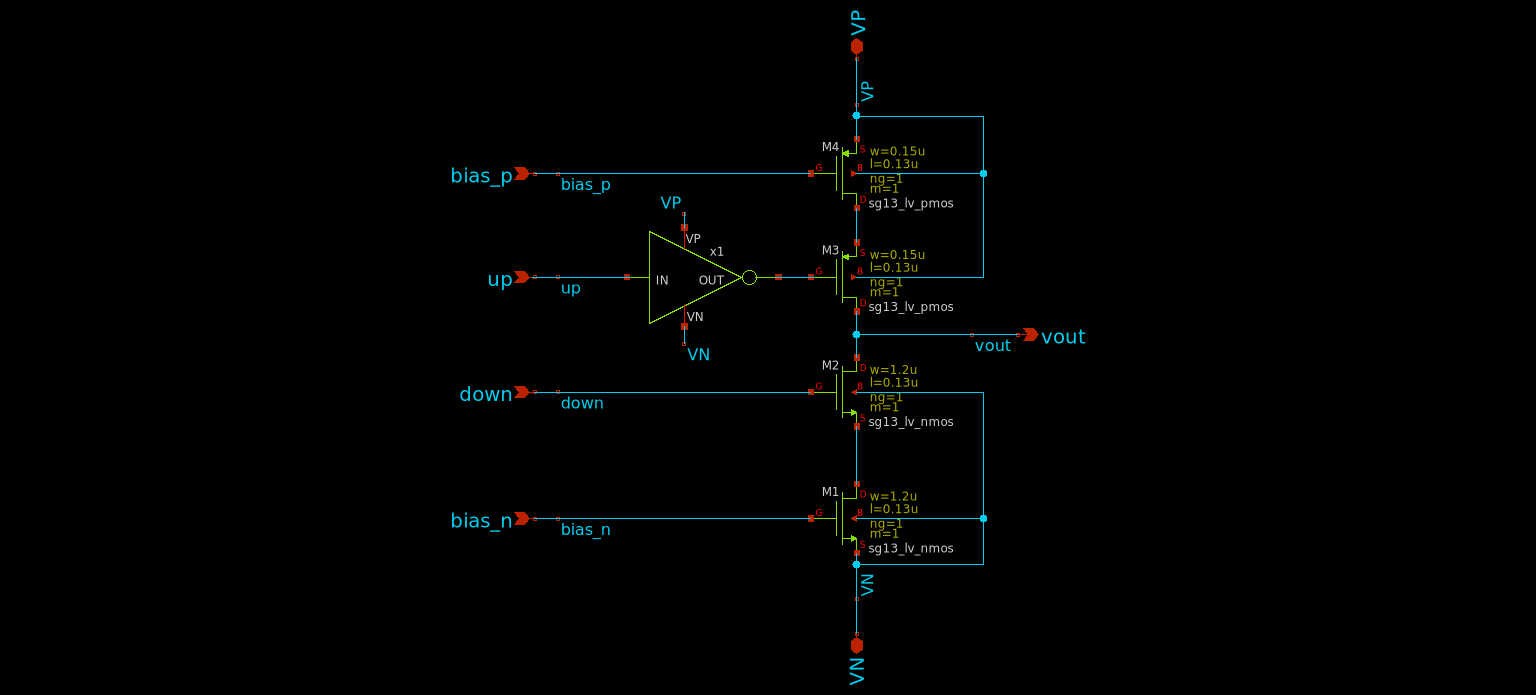 VP
VP
M4
S
w=0.15u
l=0.13u
bias_p
G
B
ng=1
m=1
bias_p
D
sg13_lv_pmos
VP
VP
x1
M3
S
w=0.15u
l=0.13u
up
IN
OUT
G
B
ng=1
m=1
up
D
sg13_lv_pmos
VN
VN
vout
vout
M2
D
w=1.2u
l=0.13u
down
G
B
ng=1
m=1
down
S
sg13_lv_nmos
M1
D
w=1.2u
l=0.13u
bias_n
G
B
ng=1
m=1
bias_n
S
sg13_lv_nmos
VN
VN